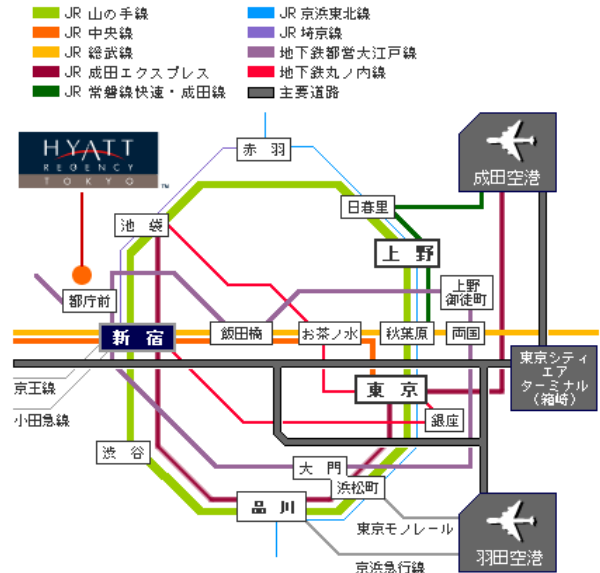 JR 山の手線
JR 中央線
JR 総武線
JR 成田エクスプレス
JR 常磐線快速・成田線
JR 京浜東北線
JR 埼京線
地下鉄都営大江戸線
地下鉄丸ノ内線
主要道路
HYATT
REGENCY
TOKYO
™
赤羽
成田空港
日暮里
池袋
上野
都庁前
上野
御徒町
新宿
飯田橋
お茶ノ水
秋葉原
両国
東京シティ
エア
ターミナル
(箱崎)
京王線
東京
小田急線
銀座
渋谷
大門
浜松町
品川
東京モノレール
羽田空港
京浜急行線